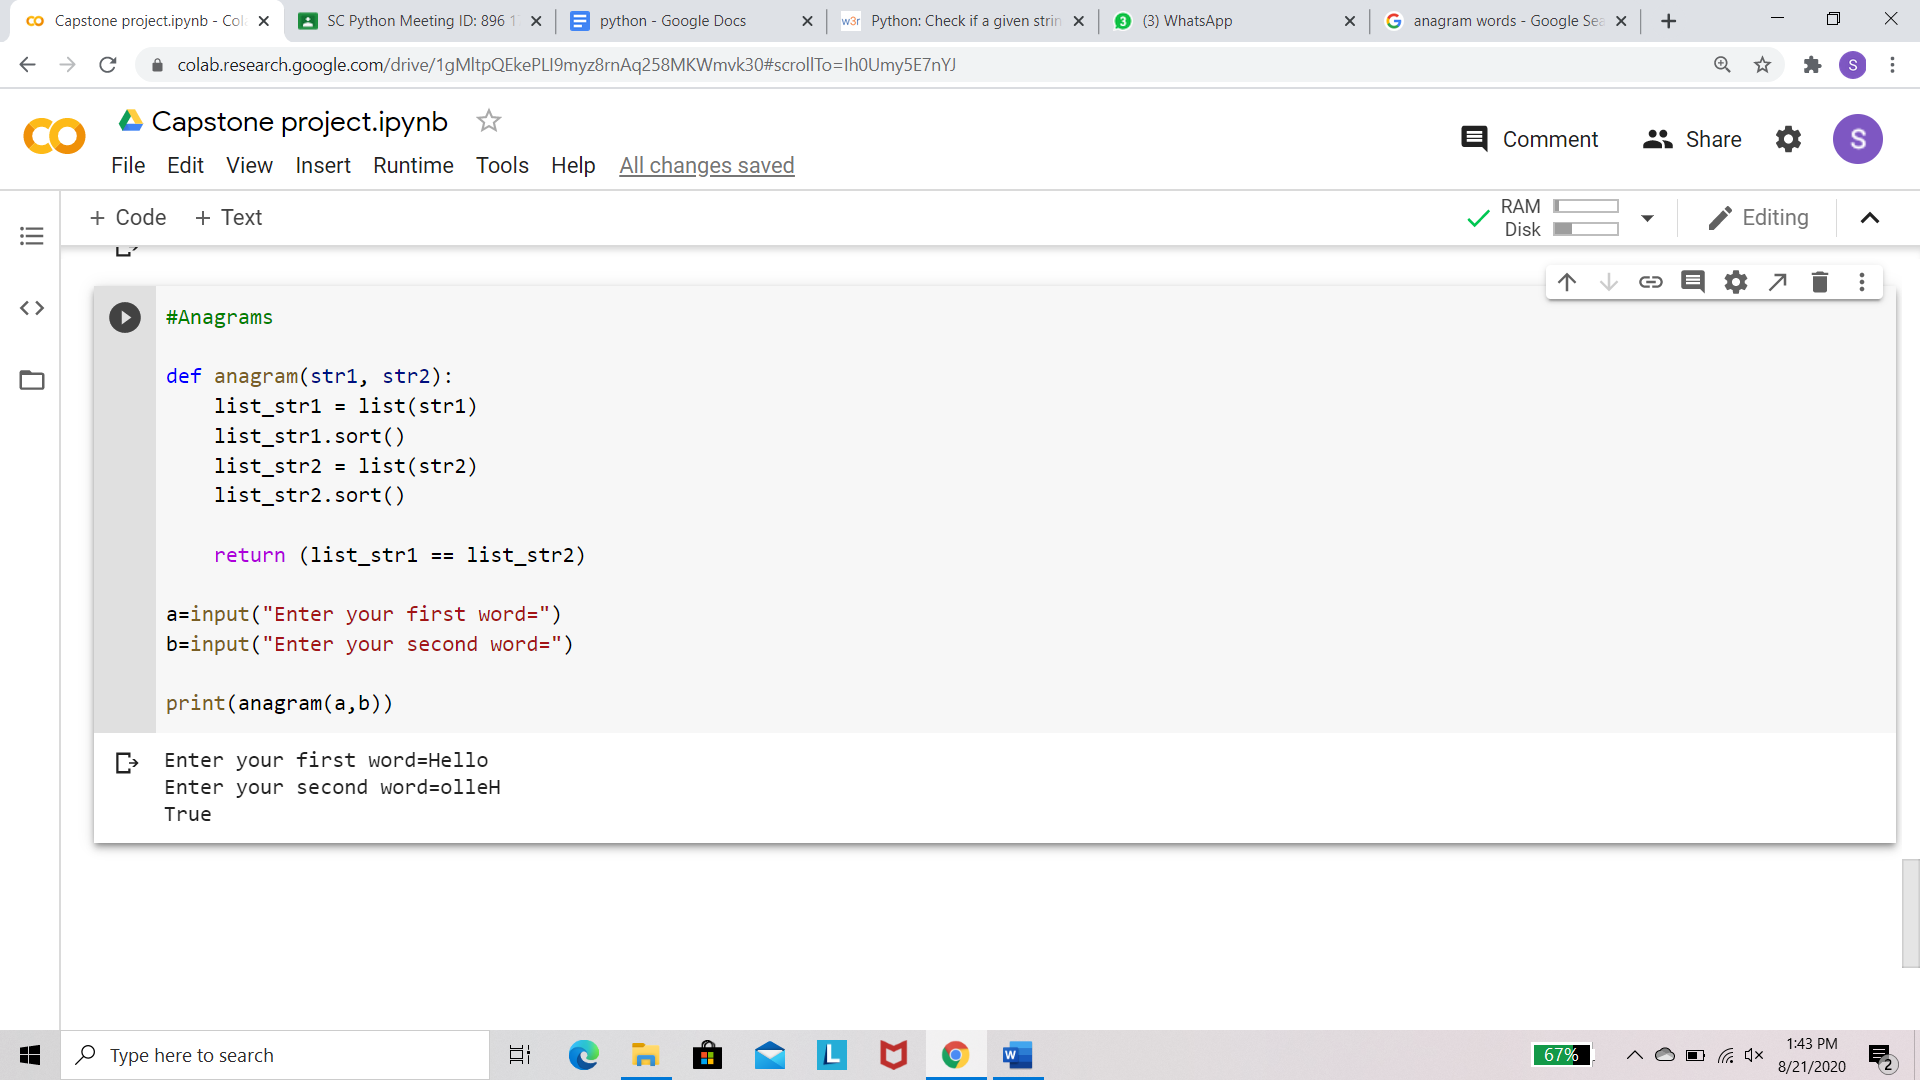 Capstone project.ipynb - Col
SC Python Meeting ID: 896 1
python - Google Docs
w3r Python: Check if a given strin
3 (3) WhatsApp
anagram words - Google Sea
colab.research.google.com/drive/1gMltpQEkePLI9myz8rnAq258MKWmvk30#scrollTo=Ih0Umy5E7nYJ
S
Capstone project.ipynb
File Edit View Insert Runtime Tools Help All changes saved
Comment Share S
+ Code + Text
RAM
Disk
Editing
#Anagrams
def anagram(str1, str2):
list_str1 = list(str1)
list_str1.sort()
list_str2 = list(str2)
list_str2.sort()
return (list_str1 == list_str2)
a=input("Enter your first word=")
b=input("Enter your second word=")
print(anagram(a,b))
Enter your first word=Hello
Enter your second word=olleH
True
Type here to search
L
W
67%
1:43 PM
8/21/2020
2